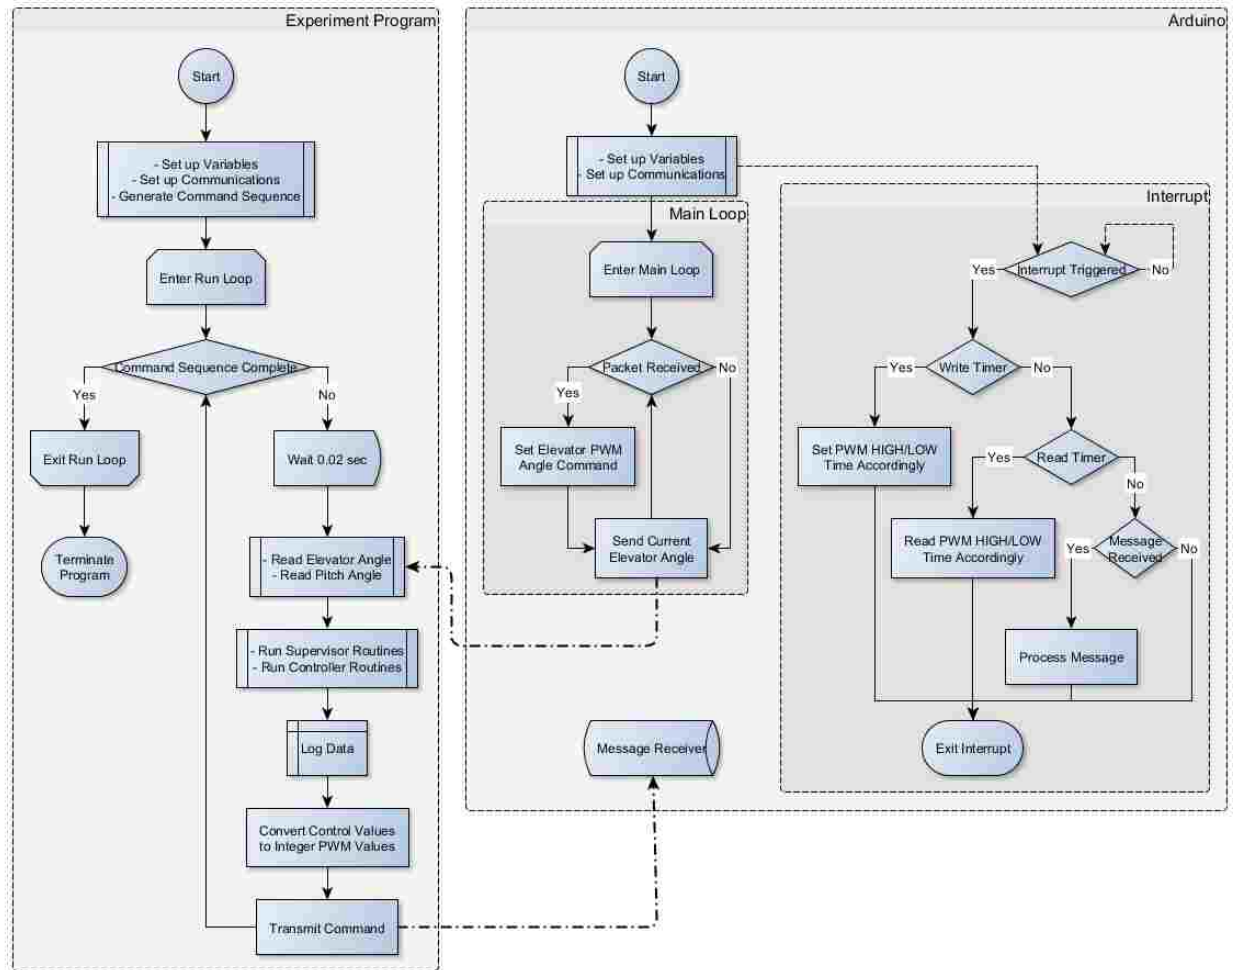 Experiment Program
Start
- Set up Variables
- Set up Communications
- Generate Command Sequence
Enter Run Loop
Command Sequence Complete
Yes
No
Exit Run Loop
Wait 0.02 sec
Terminate
Program
- Read Elevator Angle
- Read Pitch Angle
- Run Supervisor Routines
- Run Controller Routines
Log Data
Convert Control Values
to Integer PWM Values
Transmit Command
Arduino
Start
- Set up Variables
- Set up Communications
Main Loop
Enter Main Loop
Packet Received
No
Yes
Set Elevator PWM
Angle Command
Send Current
Elevator Angle
Message Receiver
Interrupt
Yes
Interrupt Triggered
No
Yes
Write Timer
No
Set PWM HIGH/LOW
Time Accordingly
Yes
Read Timer
No
Read PWM HIGH/LOW
Time Accordingly
Yes
Message
Received
No
Process Message
Exit Interrupt